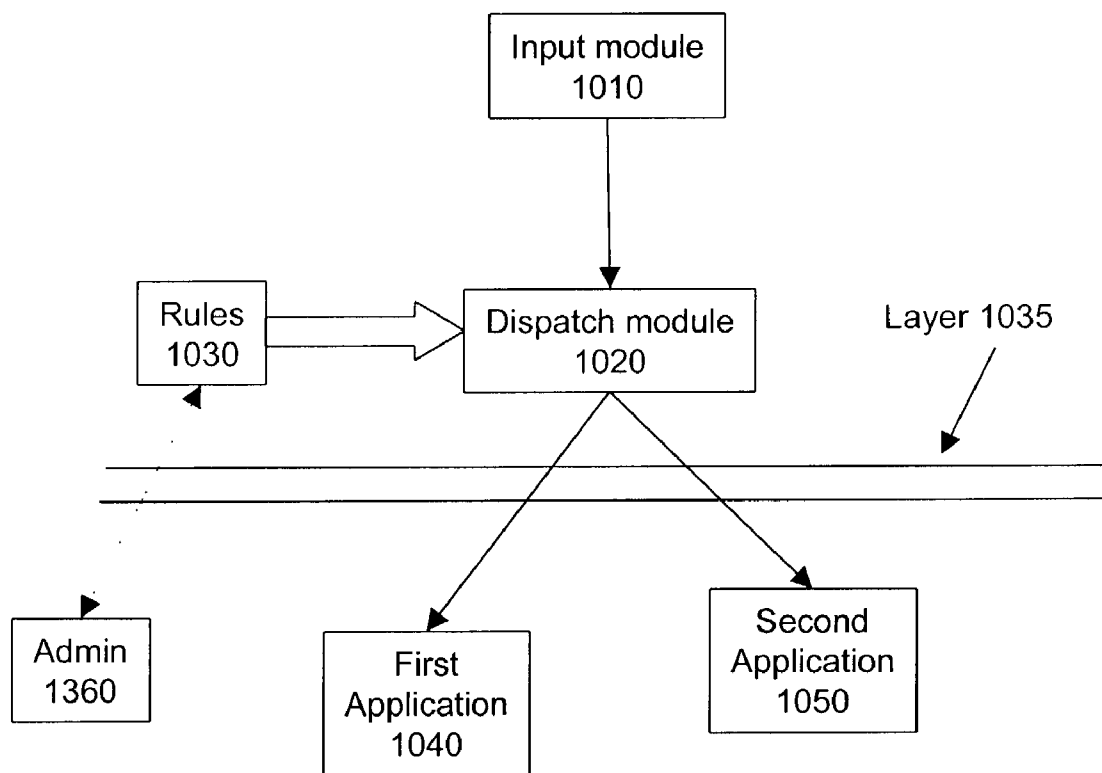 Input module
1010
Rules
1030
Dispatch module
1020
Layer 1035
Admin
1360
First
Application
1040
Second
Application
1050